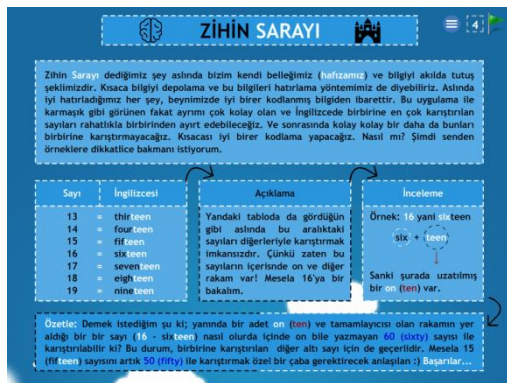 ZİHİN SARAYI
4
Zihin Sarayı dediğimiz şey aslında bizim kendi belleğimiz (hafızamız) ve bilgiyi akılda tutuş
şeklimizdir. Kısaca bilgiyi depolama ve bu bilgileri hatırlama yöntemimiz de diyebiliriz. Aslında
iyi hatırladığımız her şey, beynimizde iyi birer kodlanmış bilgiden ibarettir. Bu uygulama ile
karmaşık gibi görünen fakat ayrımı çok kolay olan ve İngilizcede birbirine en çok karıştırılan
sayıları rahatlıkla birbirinden ayırt edebileceğiz. Ve sonrasında kolay kolay bir daha da bunları
birbirine karıştırmayacağız. Kısacası iyi birer kodlama yapacağız. Nasıl mı? Şimdi senden
örneklere dikkatlice bakmanı istiyorum.
Sayı İngilizcesi
13 = thirteen
14 = fourteen
15 = fifteen
16 = sixteen
17 = seventeen
18 = eighteen
19 = nineteen
Açıklama
Yandaki tabloda da gördüğün
gibi aslında bu aralıktaki
sayıları diğerleriyle karıştırmak
imkansızdır. Çünkü zaten bu
sayıların içerisinde on ve diğer
rakam var! Mesela 16'ya bir
bakalım.
İnceleme
Örnek: 16 yani sixteen
six + teen
Sanki şurada uzatılmış
bir on (ten) var.
Özetle: Demek istediğim şu ki; yanında bir adet on (ten) ve tamamlayıcısı olan rakamın yer
aldığı bir bir sayı (16 - sixteen) nasıl olurda içinde on bile yazmayan 60 (sixty) sayısı ile
karıştırılabilir ki? Bu durum, birbirine karıştırılan diğer altı sayı için de geçerlidir. Mesela 15
(fifteen) sayısını artık 50 (fifty) ile karıştırmak özel bir çaba gerektirecek anlaşılan :) Başarılar...